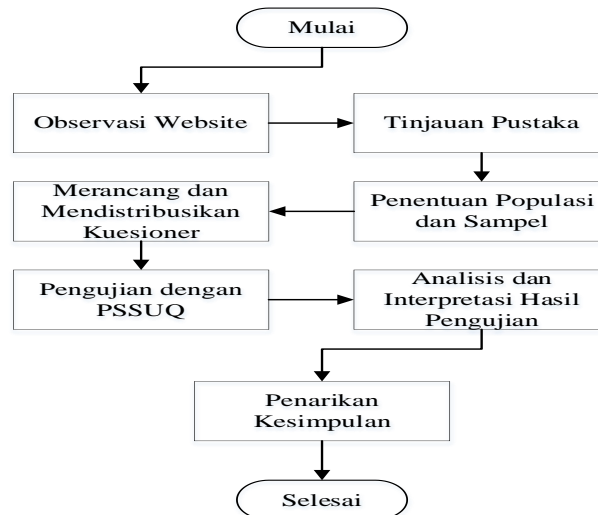 Mulai
Observasi Website
Tinjauan Pustaka
Penentuan Populasi
dan Sampel
Merancang dan
Mendistribusikan
Kuesioner
Pengujian dengan
PSSUQ
Analisis dan
Interpretasi Hasil
Pengujian
Penarikan
Kesimpulan
Selesai